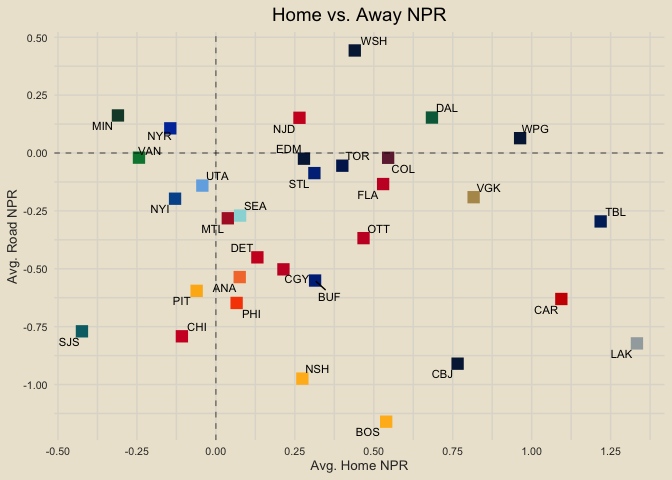 Home vs. Away NPR
0.50
WSH
0.25
DAL
MIN
NYR
NJD
WPG
0.00
VAN
EDM
TOR
COL
UTA
STL
FLA
VGK
NYI
SEA
TBL
-0.25
MTL
OTT
Avg. Road NPR
DET
-0.50
ANA
CGY
BUF
PIT
PHI
CAR
-0.75
SJS
CHI
LAK
NSH
CBJ
-1.00
BOS
-0.50
-0.25
0.00
0.25
0.50
0.75
1.00
1.25
Avg. Home NPR